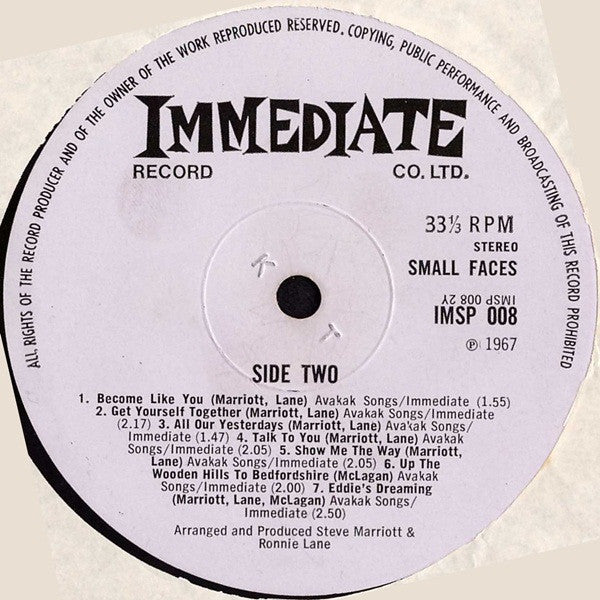 ALL RIGHTS OF THE RECORD PRODUCER AND OF THE OWNER OF THE WORK REPRODUCED RESERVED. COPYING, PUBLIC PERFORMANCE AND BROADCASTING OF THIS RECORD PROHIBITED
IMMEDIATE
RECORD CO. LTD.
33⅓ RPM
STEREO
SMALL FACES
IMSP 008 2Y
IMSP 008
℗ 1967
K
T
SIDE TWO
1. Become Like You (Marriott, Lane) Avakak Songs/Immediate (1.55)
2. Get Yourself Together (Marriott, Lane) Avakak Songs/Immediate
(2.17) 3. All Our Yesterdays (Marriott, Lane) Avakak Songs/
Immediate (1.47) 4. Talk To You (Marriott, Lane) Avakak
Songs/Immediate (2.05) 5. Show Me The Way (Marriott,
Lane) Avakak Songs/Immediate (2.05) 6. Up The
Wooden Hills To Bedfordshire (McLagan) Avakak
Songs/Immediate (2.00) 7. Eddie's Dreaming
(Marriott, Lane, McLagan) Avakak Songs/
Immediate (2.50)
Arranged and Produced Steve Marriott &
Ronnie Lane